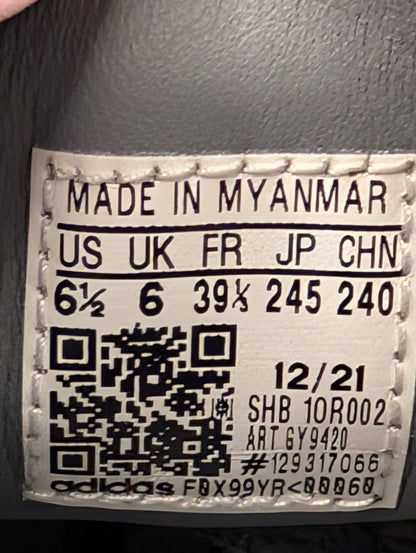 MADE IN MYANMAR
US UK FR JP CHN
6½ 6 39⅓ 245 240
12/21
SHB 10R002
ART GY9420
#129317066
adidas F0X99YR<00060